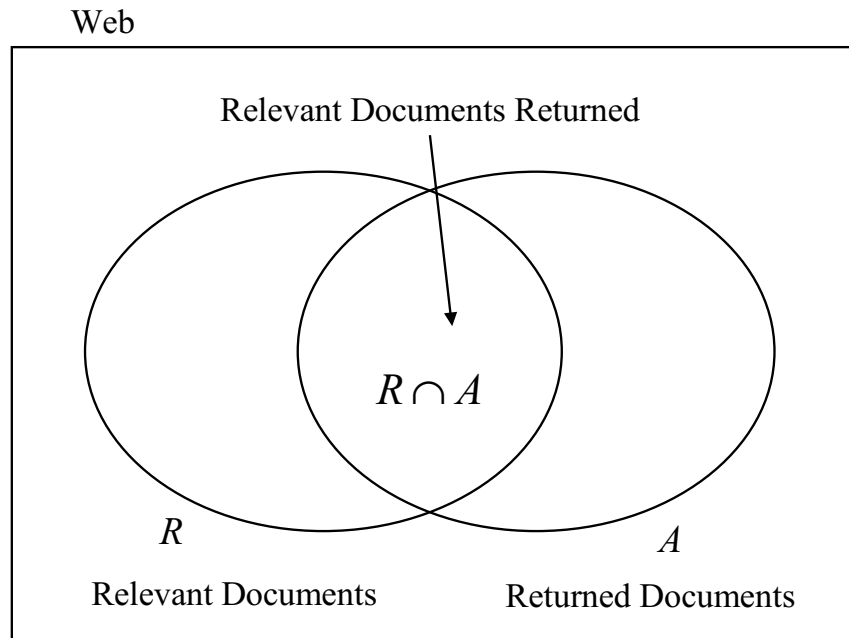 Web
Relevant Documents Returned
R ∩ A
R
A
Relevant Documents
Returned Documents